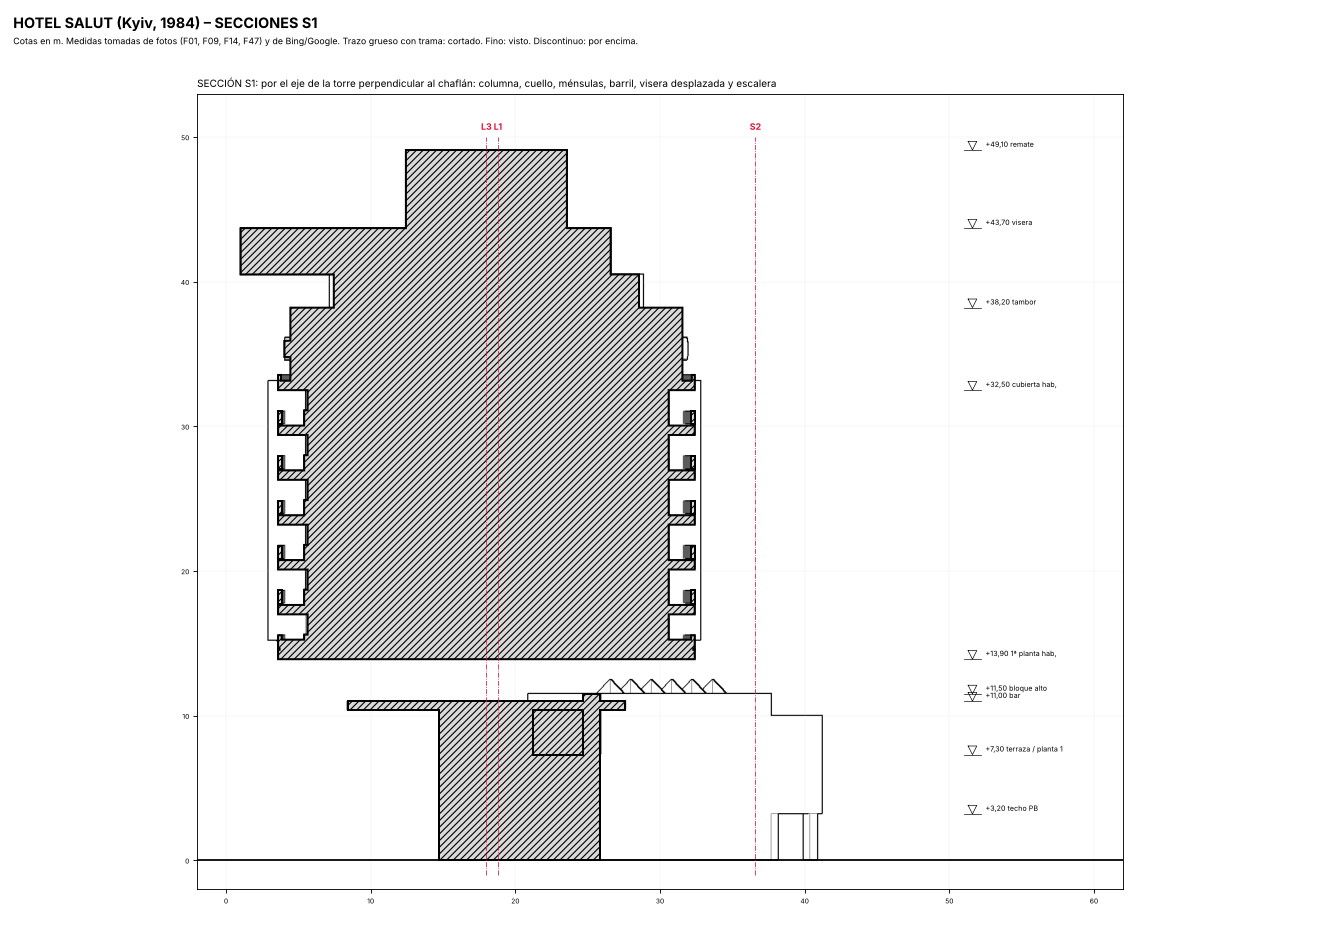 HOTEL SALUT (Kyiv, 1984) – SECCIONES S1
Cotas en m. Medidas tomadas de fotos (F01, F09, F14, F47) y de Bing/Google. Trazo grueso con trama: cortado. Fino: visto. Discontinuo: por encima.
SECCIÓN S1: por el eje de la torre perpendicular al chaflán: columna, cuello, ménsulas, barril, visera desplazada y escalera
L3 L1 S2
50
+49,10 remate
+43,70 visera
40
+38,20 tambor
+32,50 cubierta hab,
30
20
+13,90 1ª planta hab,
+11,50 bloque alto
+11,00 bar
10
+7,30 terraza / planta 1
+3,20 techo PB
0
0 10 20 30 40 50 60